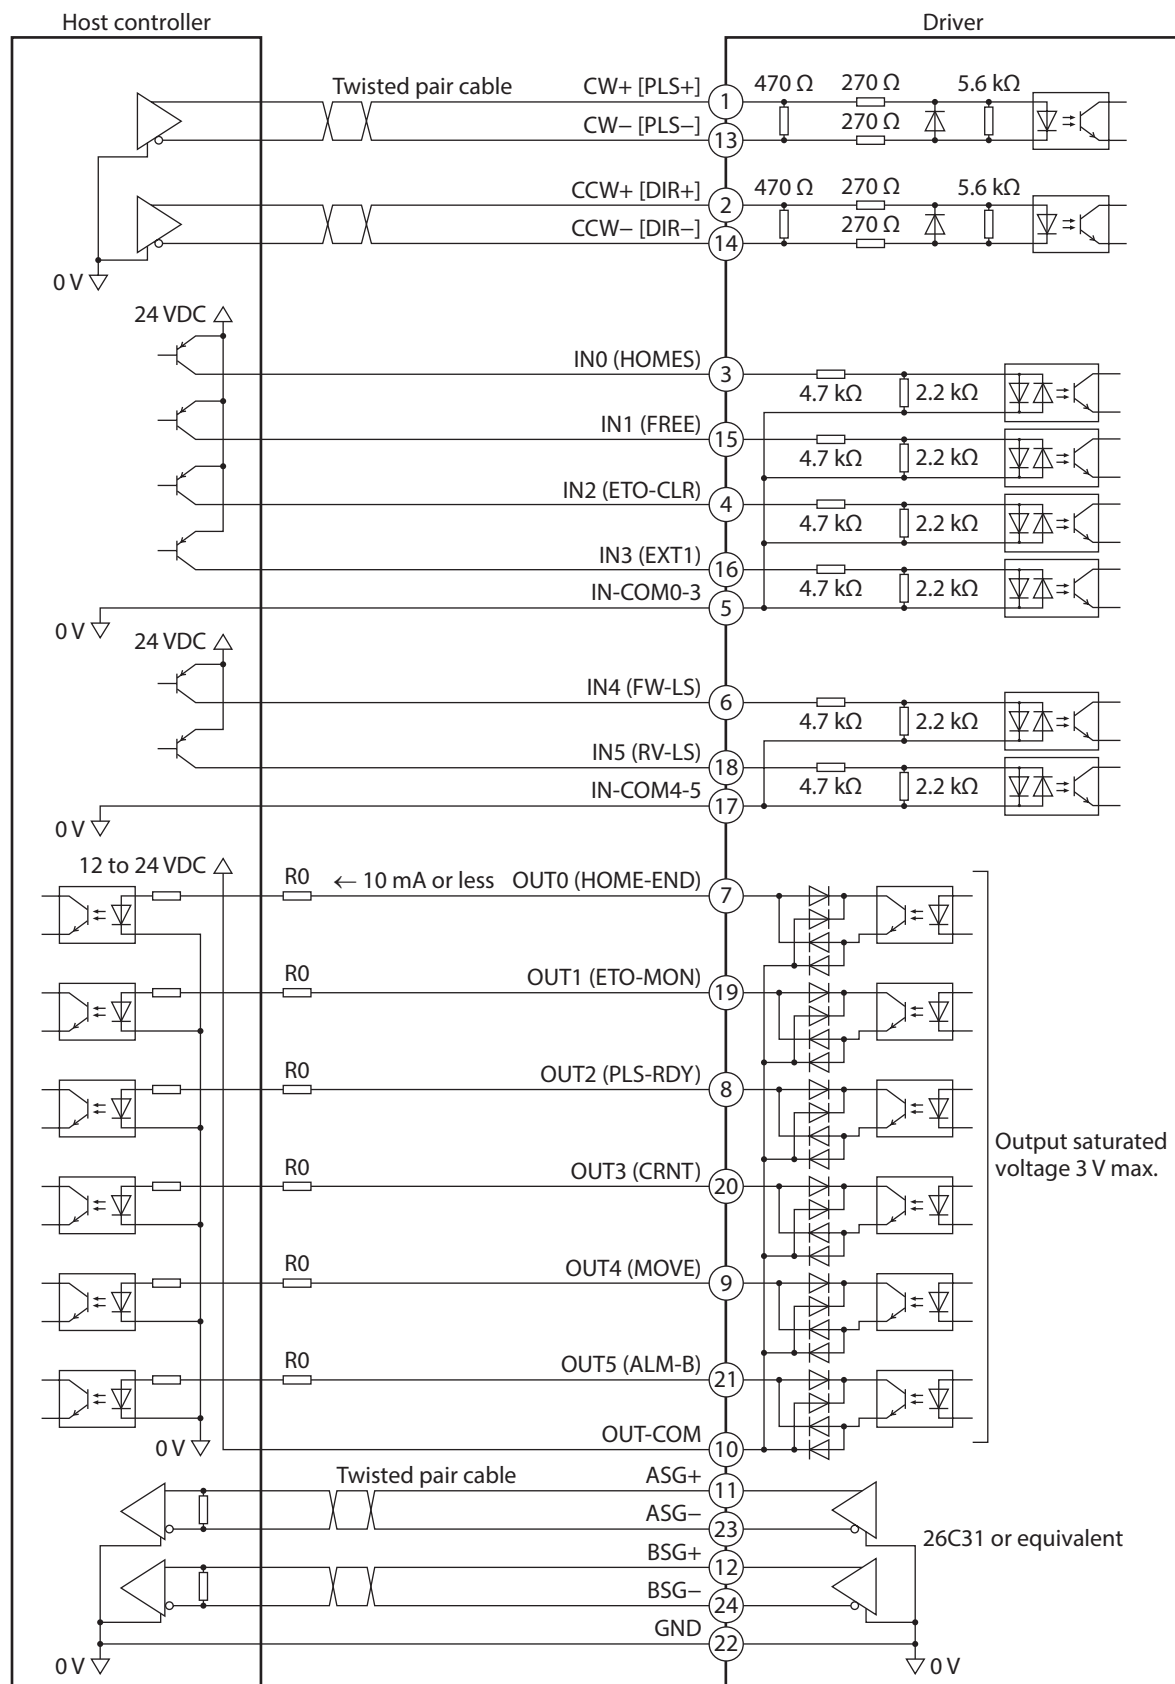 Host controller
Driver
Twisted pair cable
CW+ [PLS+]
1
470 Ω
270 Ω
5.6 kΩ
CW− [PLS−]
13
270 Ω
CCW+ [DIR+]
2
470 Ω
270 Ω
5.6 kΩ
CCW− [DIR−]
14
270 Ω
0 V
24 VDC
IN0 (HOMES)
3
4.7 kΩ
2.2 kΩ
IN1 (FREE)
15
4.7 kΩ
2.2 kΩ
IN2 (ETO-CLR)
4
4.7 kΩ
2.2 kΩ
IN3 (EXT1)
16
4.7 kΩ
2.2 kΩ
IN-COM0-3
5
0 V
24 VDC
IN4 (FW-LS)
6
4.7 kΩ
2.2 kΩ
IN5 (RV-LS)
18
4.7 kΩ
2.2 kΩ
IN-COM4-5
17
0 V
12 to 24 VDC
R0
← 10 mA or less
OUT0 (HOME-END)
7
R0
OUT1 (ETO-MON)
19
R0
OUT2 (PLS-RDY)
8
Output saturated
voltage 3 V max.
R0
OUT3 (CRNT)
20
R0
OUT4 (MOVE)
9
R0
OUT5 (ALM-B)
21
0 V
OUT-COM
10
Twisted pair cable
ASG+
11
ASG−
23
26C31 or equivalent
BSG+
12
BSG−
24
GND
22
0 V
0 V